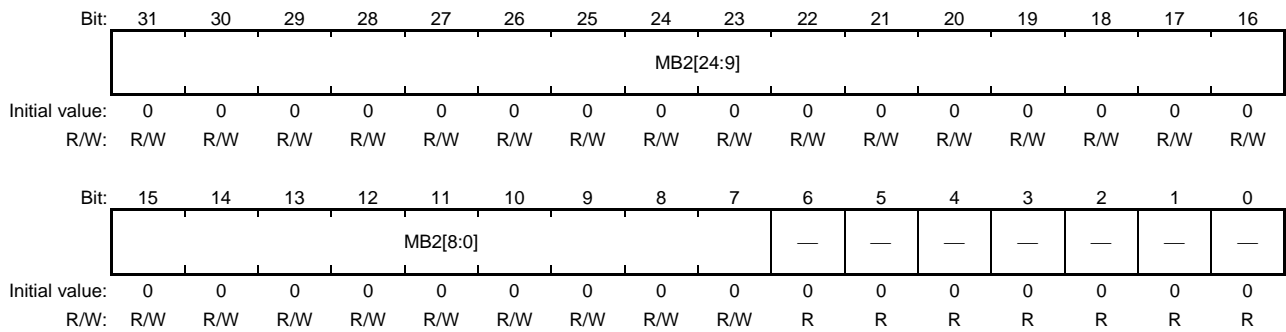 Bit: 31 30 29 28 27 26 25 24 23 22 21 20 19 18 17 16
MB2[24:9]
Initial value: 0 0 0 0 0 0 0 0 0 0 0 0 0 0 0 0
R/W: R/W R/W R/W R/W R/W R/W R/W R/W R/W R/W R/W R/W R/W R/W R/W R/W
Bit: 15 14 13 12 11 10 9 8 7 6 5 4 3 2 1 0
MB2[8:0] — — — — — — —
Initial value: 0 0 0 0 0 0 0 0 0 0 0 0 0 0 0 0
R/W: R/W R/W R/W R/W R/W R/W R/W R/W R/W R R R R R R R